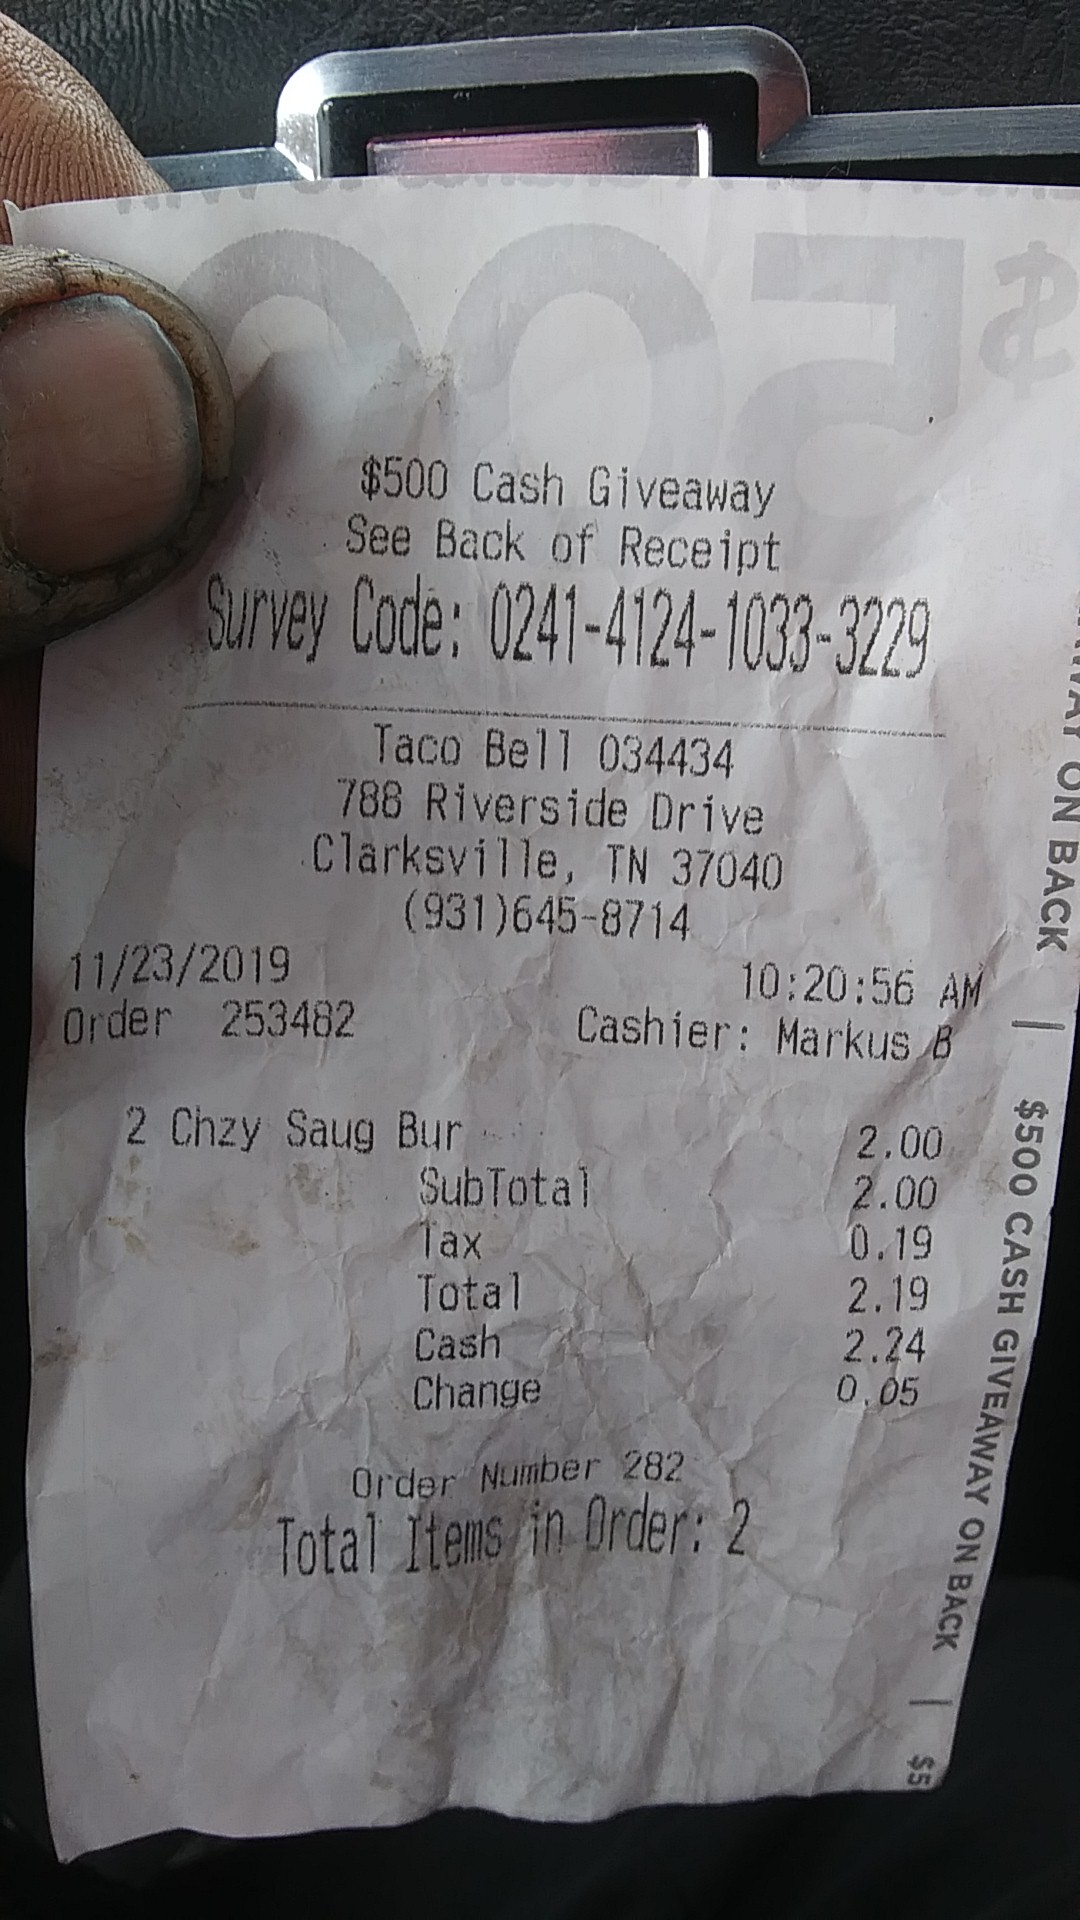 $500 Cash Giveaway
See Back of Receipt
Survey Code: 0241-4124-1033-3229
Taco Bell 034434
788 Riverside Drive
Clarksville, TN 37040
(931)645-8714
11/23/2019 10:20:56 AM
Order 253482 Cashier: Markus B
2 Chzy Saug Bur 2.00
SubTotal 2.00
Tax 0.19
Total 2.19
Cash 2.24
Change 0.05
Order Number 282
Total Items in Order: 2
ON BACK | $500 CASH GIVEAWAY ON BACK | $5
$500